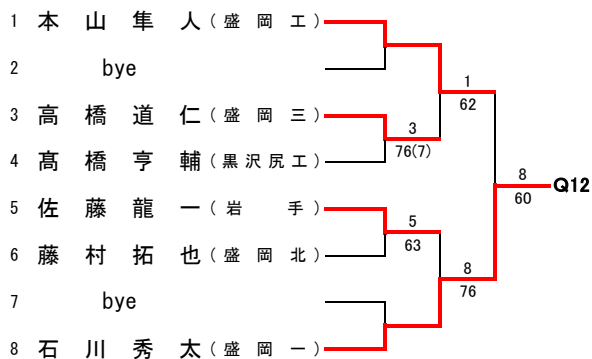 1 本山隼人(盛岡工)
2 bye
1
62
3 高橋道仁(盛岡三)
3
76(7)
4 髙橋亨輔(黒沢尻工)
8
60
Q12
5 佐藤龍一(岩手)
5
63
6 藤村拓也(盛岡北)
8
76
7 bye
8 石川秀太(盛岡一)